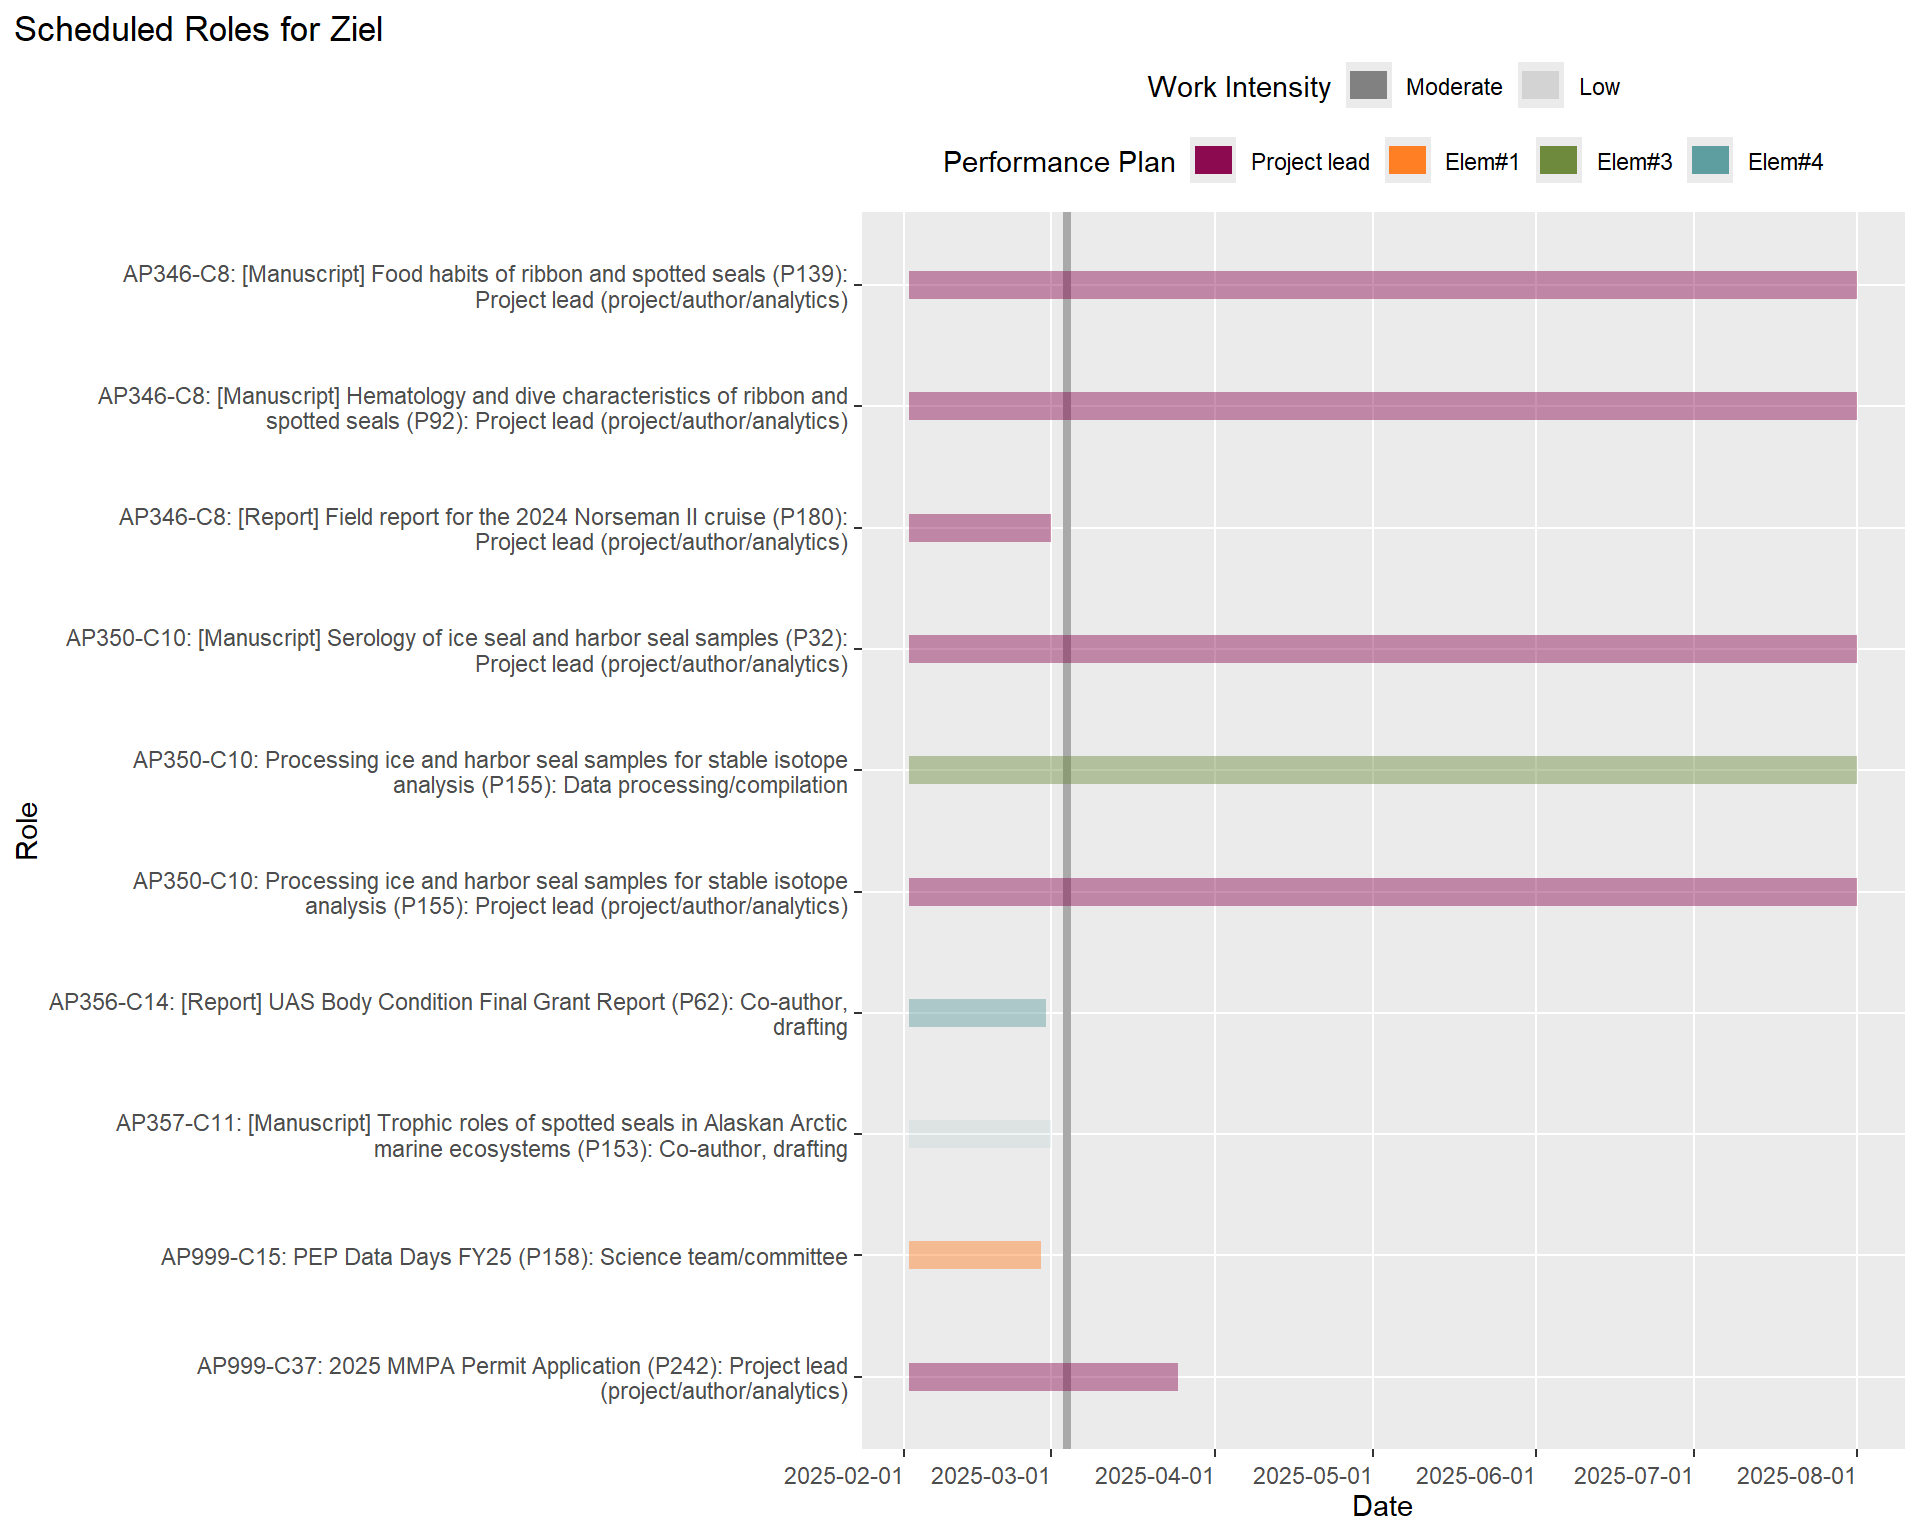 Scheduled Roles for Ziel
Work Intensity Moderate Low
Performance Plan Project lead Elem#1 Elem#3 Elem#4
AP346-C8: [Manuscript] Food habits of ribbon and spotted seals (P139):
Project lead (project/author/analytics)
AP346-C8: [Manuscript] Hematology and dive characteristics of ribbon and
spotted seals (P92): Project lead (project/author/analytics)
AP346-C8: [Report] Field report for the 2024 Norseman II cruise (P180):
Project lead (project/author/analytics)
AP350-C10: [Manuscript] Serology of ice seal and harbor seal samples (P32):
Project lead (project/author/analytics)
AP350-C10: Processing ice and harbor seal samples for stable isotope
analysis (P155): Data processing/compilation
AP350-C10: Processing ice and harbor seal samples for stable isotope
analysis (P155): Project lead (project/author/analytics)
AP356-C14: [Report] UAS Body Condition Final Grant Report (P62): Co-author,
drafting
AP357-C11: [Manuscript] Trophic roles of spotted seals in Alaskan Arctic
marine ecosystems (P153): Co-author, drafting
AP999-C15: PEP Data Days FY25 (P158): Science team/committee
AP999-C37: 2025 MMPA Permit Application (P242): Project lead
(project/author/analytics)
Role
2025-02-01 2025-03-01 2025-04-01 2025-05-01 2025-06-01 2025-07-01 2025-08-01
Date